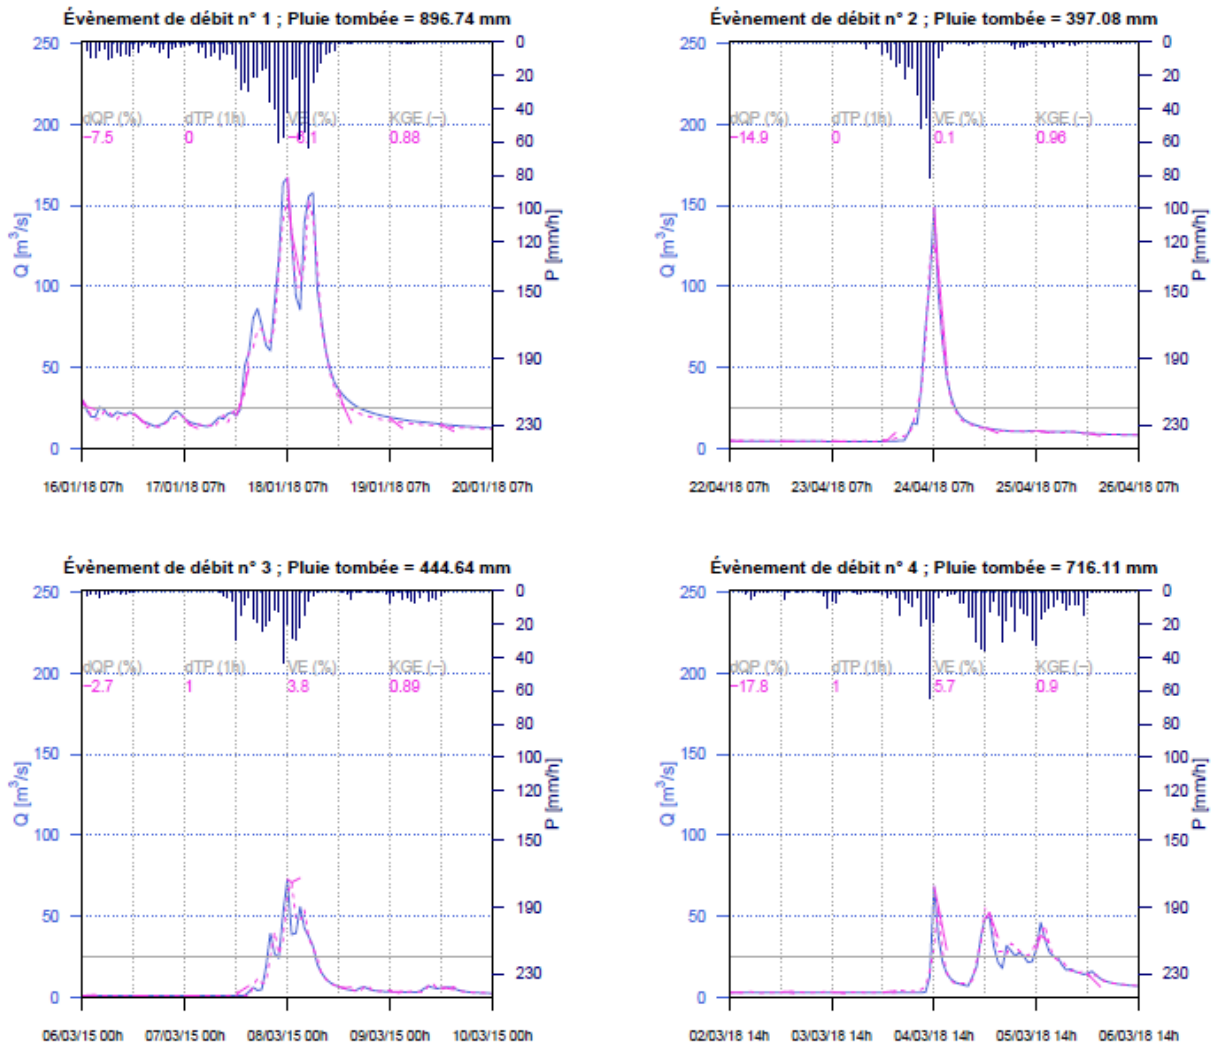 Évènement de débit n° 1 ; Pluie tombée = 896.74 mm
250
200
150
100
50
0
Q [m³/s]
0
20
40
60
80
100
120
150
190
230
P [mm/h]
dQP (%) dTP (1h) VE (%) KGE (−)
−7.5 0 −6.1 0.88
16/01/18 07h 17/01/18 07h 18/01/18 07h 19/01/18 07h 20/01/18 07h
Évènement de débit n° 2 ; Pluie tombée = 397.08 mm
250
200
150
100
50
0
Q [m³/s]
0
20
40
60
80
100
120
150
190
230
P [mm/h]
dQP (%) dTP (1h) VE (%) KGE (−)
−14.9 0 0.1 0.96
22/04/18 07h 23/04/18 07h 24/04/18 07h 25/04/18 07h 26/04/18 07h
Évènement de débit n° 3 ; Pluie tombée = 444.64 mm
250
200
150
100
50
0
Q [m³/s]
0
20
40
60
80
100
120
150
190
230
P [mm/h]
dQP (%) dTP (1h) VE (%) KGE (−)
−2.7 1 3.8 0.89
06/03/15 00h 07/03/15 00h 08/03/15 00h 09/03/15 00h 10/03/15 00h
Évènement de débit n° 4 ; Pluie tombée = 716.11 mm
250
200
150
100
50
0
Q [m³/s]
0
20
40
60
80
100
120
150
190
230
P [mm/h]
dQP (%) dTP (1h) VE (%) KGE (−)
−17.8 1 5.7 0.9
02/03/18 14h 03/03/18 14h 04/03/18 14h 05/03/18 14h 06/03/18 14h